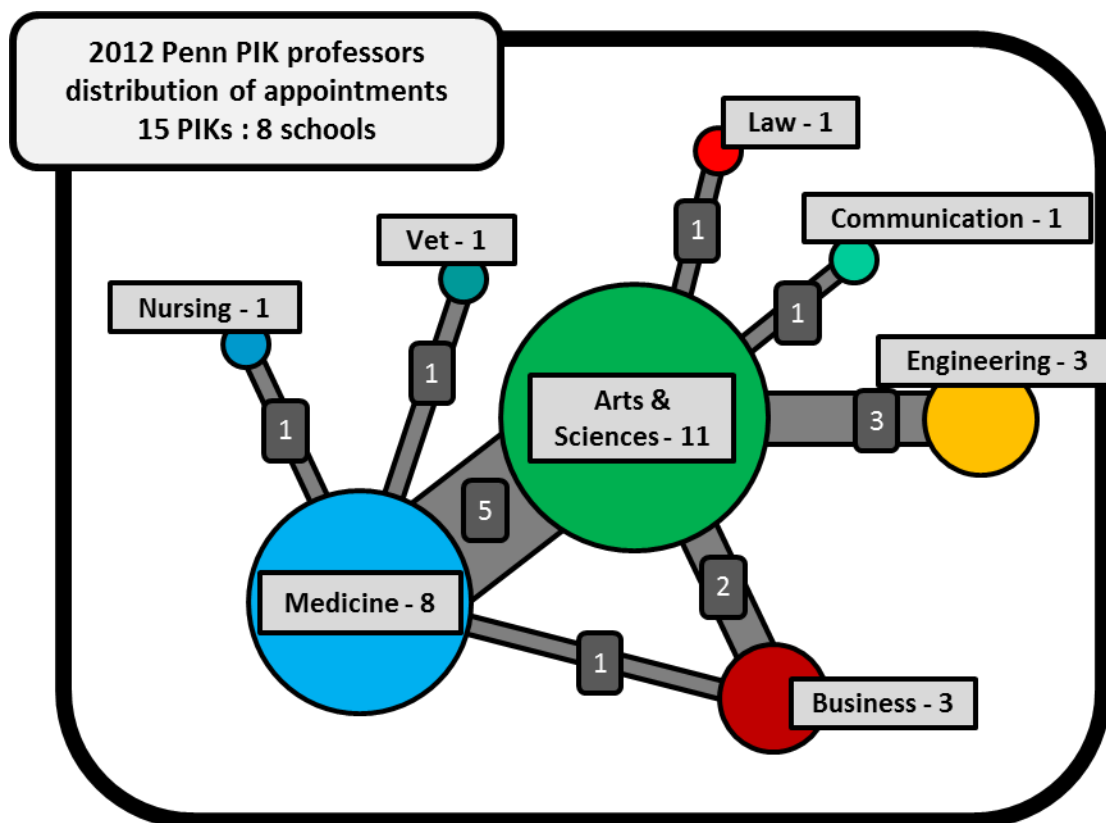 2012 Penn PIK professors
distribution of appointments
15 PIKs : 8 schools
Law - 1
Communication - 1
Vet - 1
Nursing - 1
Engineering - 3
Arts &
Sciences - 11
Medicine - 8
Business - 3
1
1
1
1
3
5
2
1